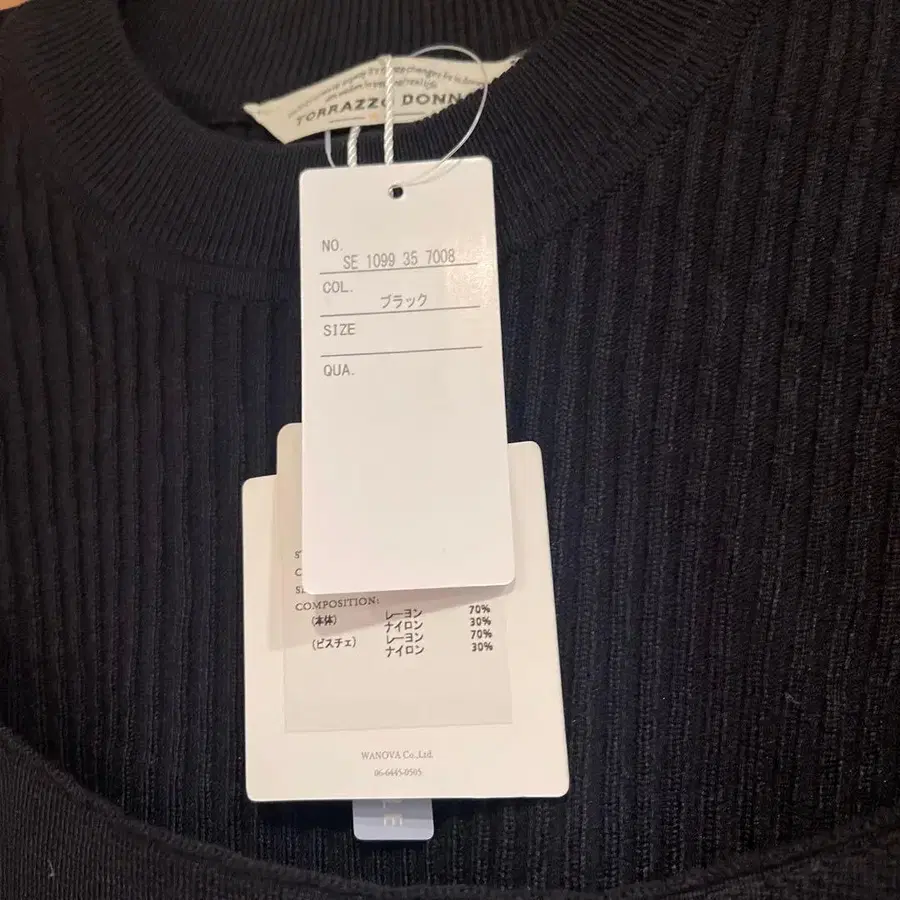 TORRAZZO DONN
NO.
SE 1099 35 7008
COL.
ブラック
SIZE
QUA.
COMPOSITION:
(本体) レーヨン 70%
ナイロン 30%
(ビスチェ) レーヨン 70%
ナイロン 30%
WANOVA Co.,Ltd.
06-6445-0505
LE